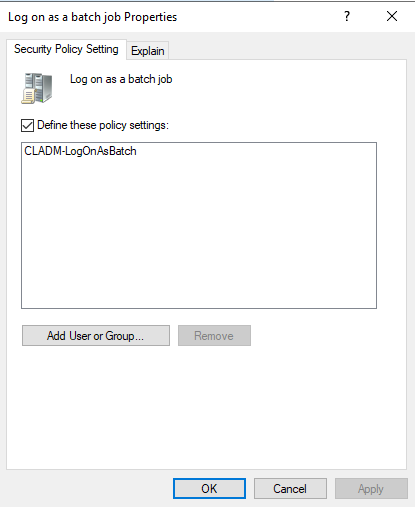 Log on as a batch job Properties
?
Security Policy Setting
Explain
Log on as a batch job
Define these policy settings:
CLADM-LogOnAsBatch
Add User or Group...
Remove
OK
Cancel
Apply